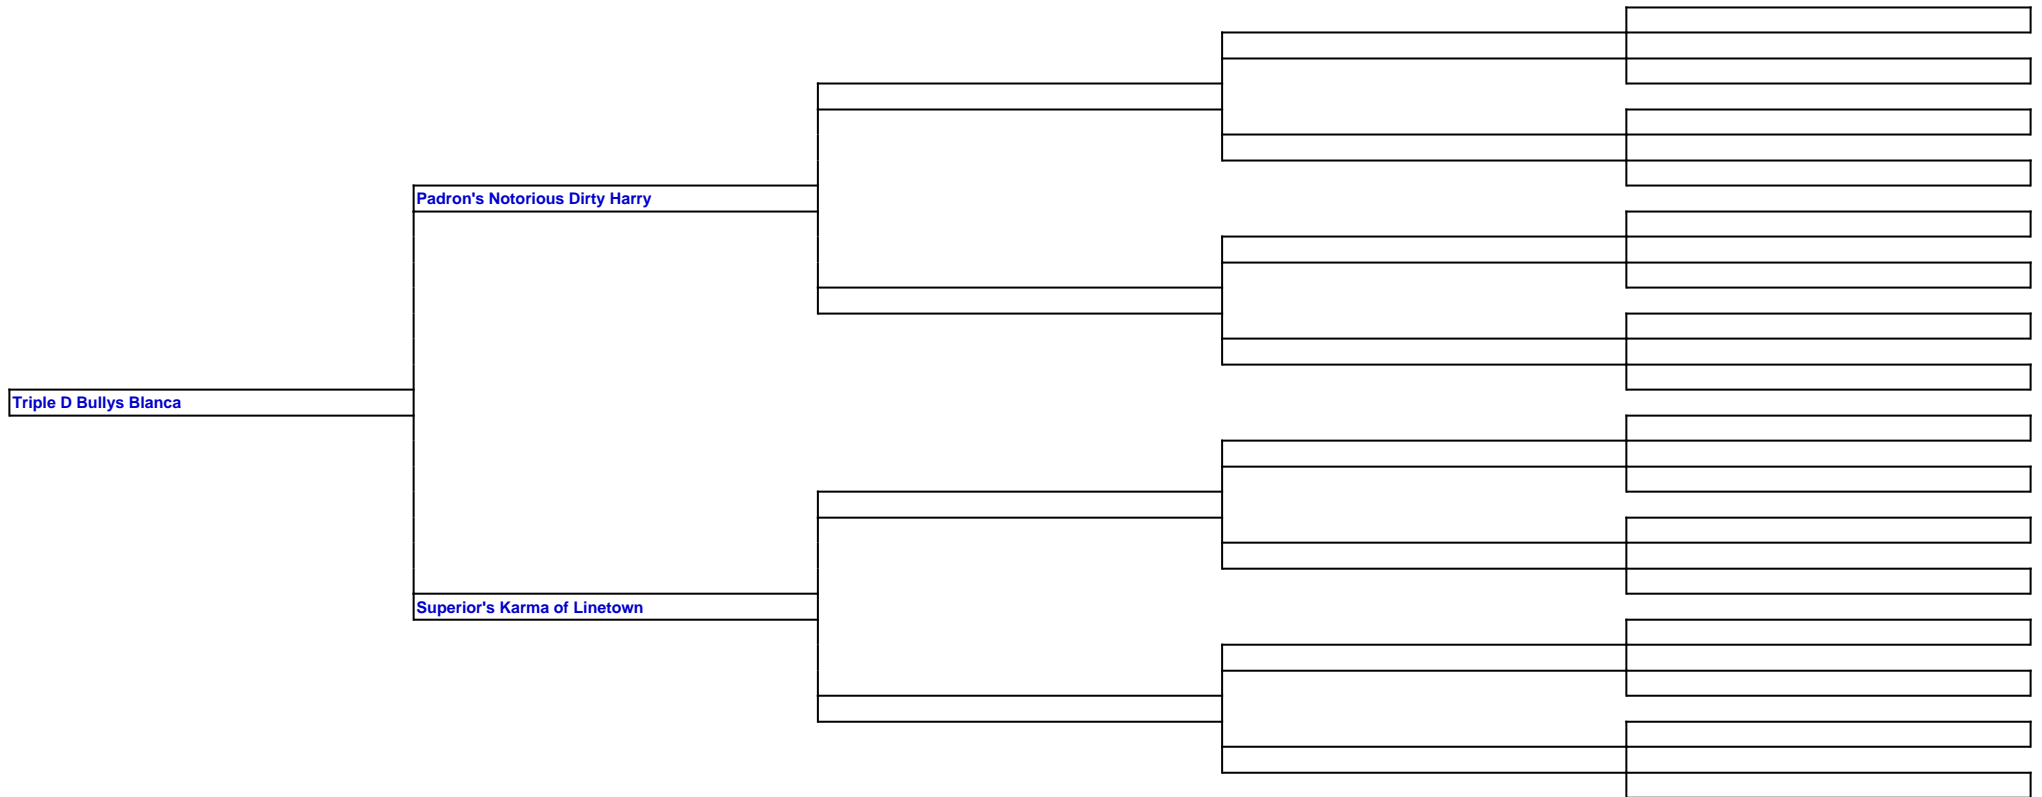 Padron's Notorious Dirty Harry
Triple D Bullys Blanca
Superior's Karma of Linetown